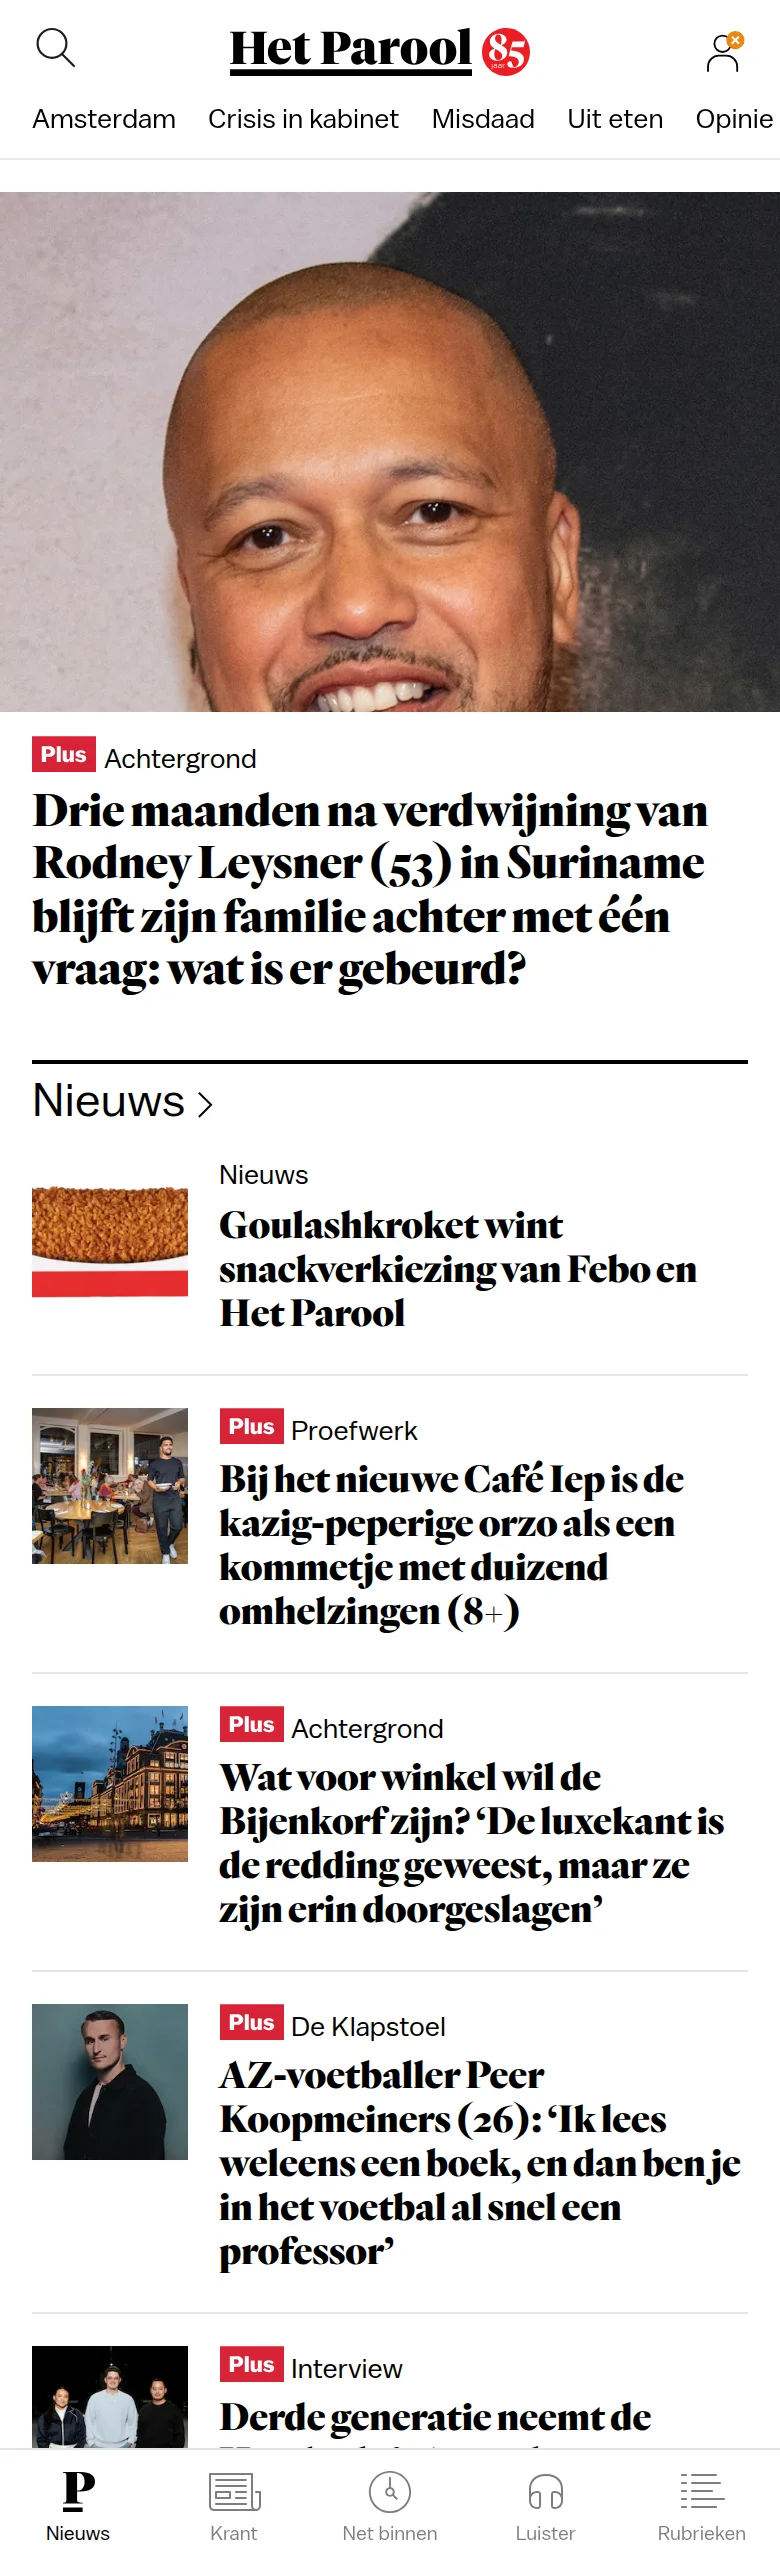 Het Parool 85 jaar
Amsterdam Crisis in kabinet Misdaad Uit eten Opinie
Plus Achtergrond
Drie maanden na verdwijning van
Rodney Leysner (53) in Suriname
blijft zijn familie achter met één
vraag: wat is er gebeurd?
Nieuws
Nieuws
Goulashkroket wint
snackverkiezing van Febo en
Het Parool
Plus Proefwerk
Bij het nieuwe Café Iep is de
kazig-peperige orzo als een
kommetje met duizend
omhelzingen (8+)
Plus Achtergrond
Wat voor winkel wil de
Bijenkorf zijn? ‘De luxekant is
de redding geweest, maar ze
zijn erin doorgeslagen’
Plus De Klapstoel
AZ-voetballer Peer
Koopmeiners (26): ‘Ik lees
weleens een boek, en dan ben je
in het voetbal al snel een
professor’
Plus Interview
Derde generatie neemt de
P
Nieuws Krant Net binnen Luister Rubrieken